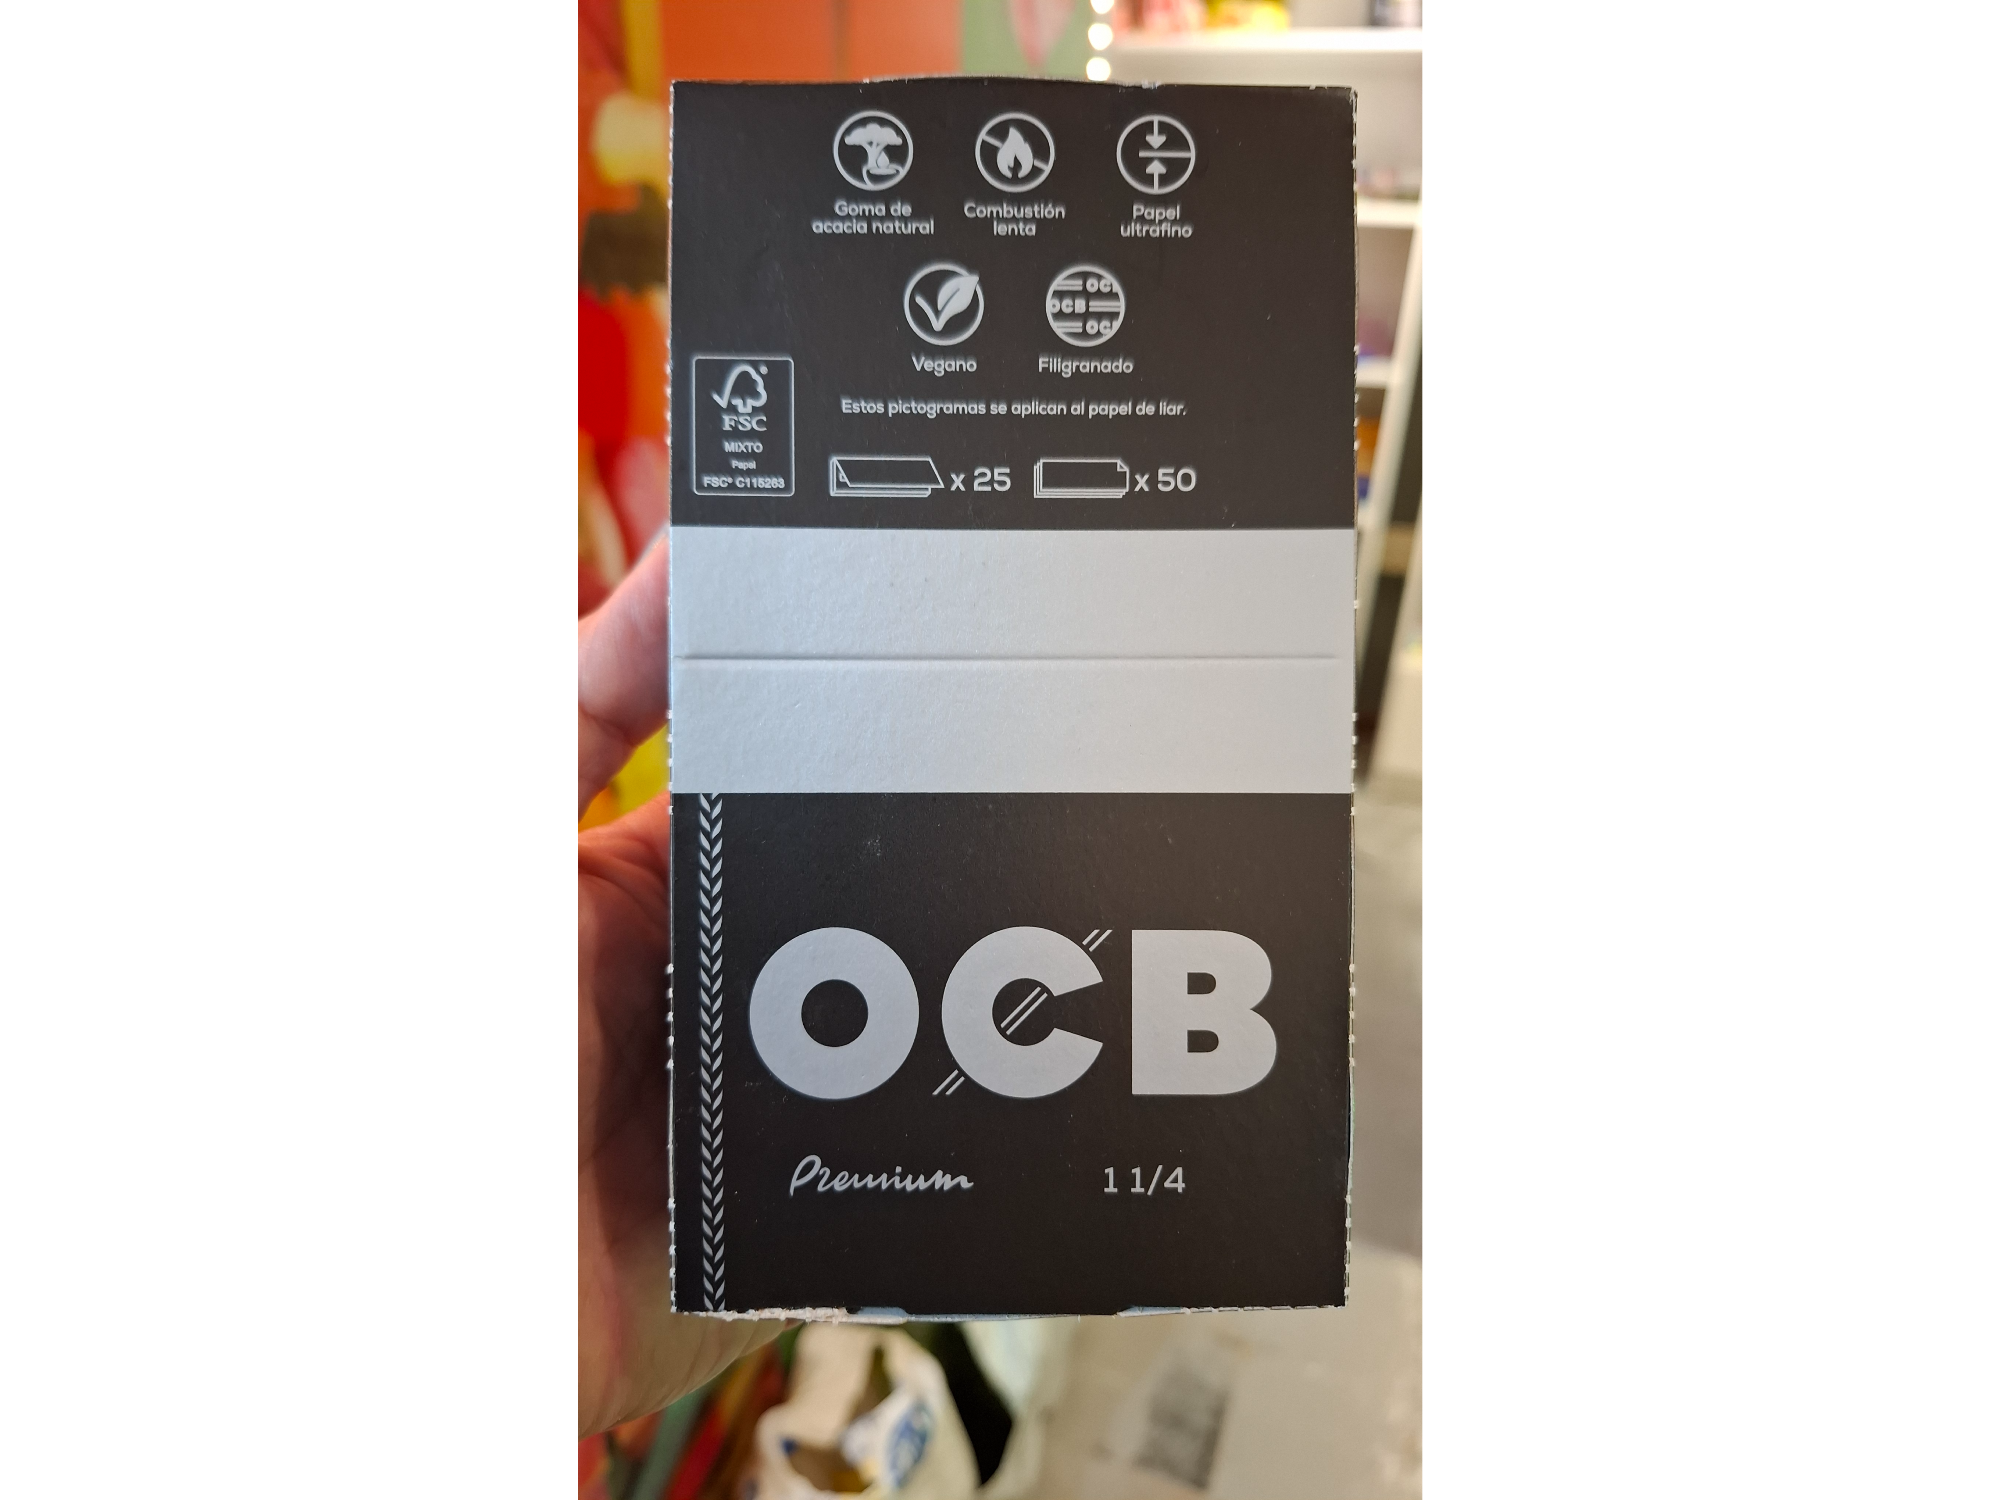 Goma de
acacia natural
Combustión
lenta
Papel
ultrafino
OCB
OCB
OCB
Vegano
Filigranado
Estos pictogramas se aplican al papel de liar.
FSC
MIXTO
Papel
FSC® C115263
x 25
x 50
OCB
Premium
1 1/4